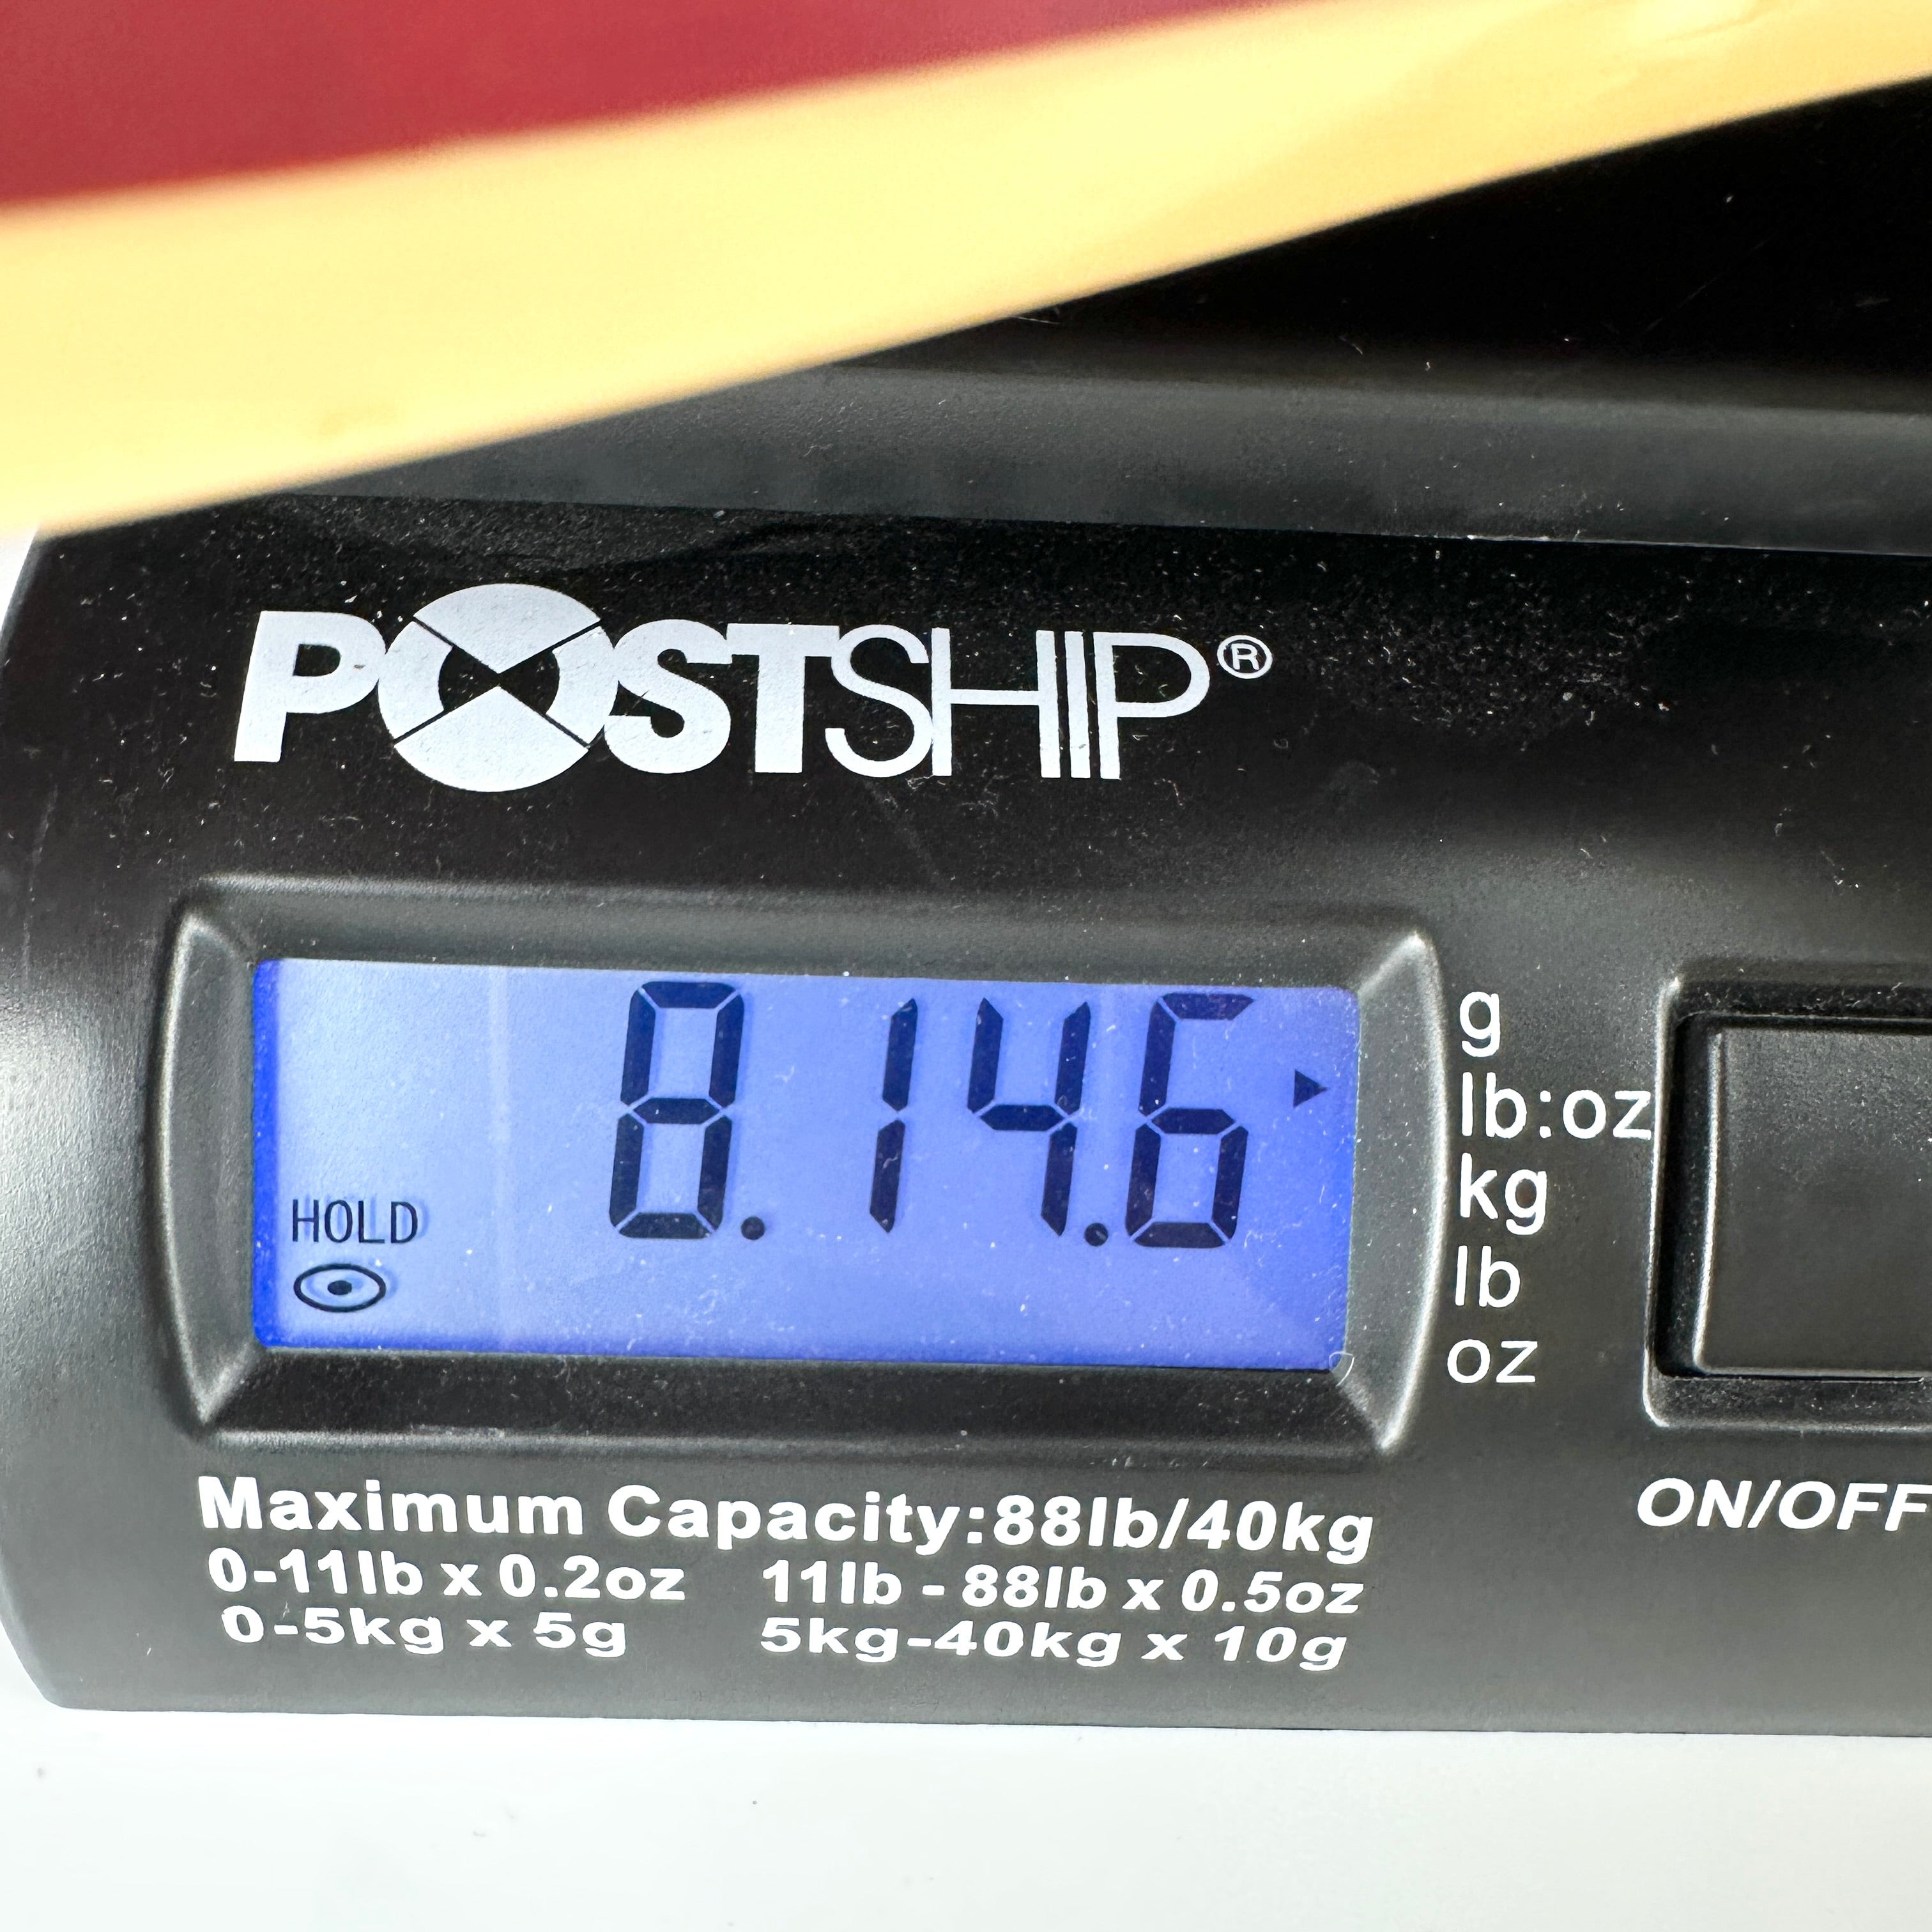 POSTSHIP®
8.14.6
HOLD
g
lb:oz
kg
lb
oz
Maximum Capacity:88lb/40kg
0-11lb x 0.2oz 11lb - 88lb x 0.5oz
0-5kg x 5g 5kg-40kg x 10g
ON/OFF